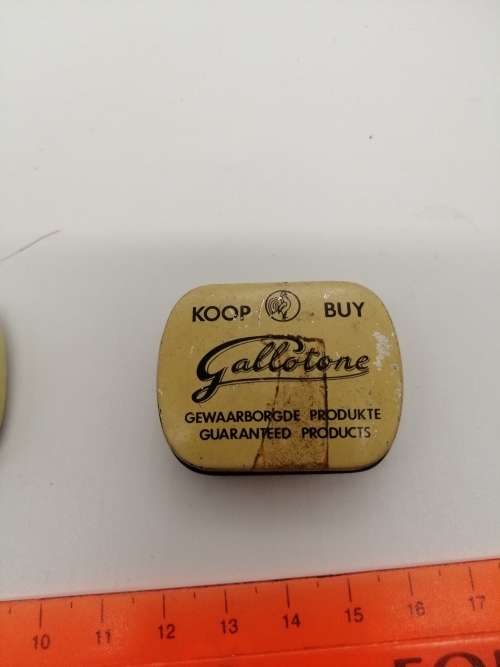 KOOP BUY
Gallotone
GEWAARBORGDE PRODUKTE
GUARANTEED PRODUCTS
10 11 12 13 14 15 16 17